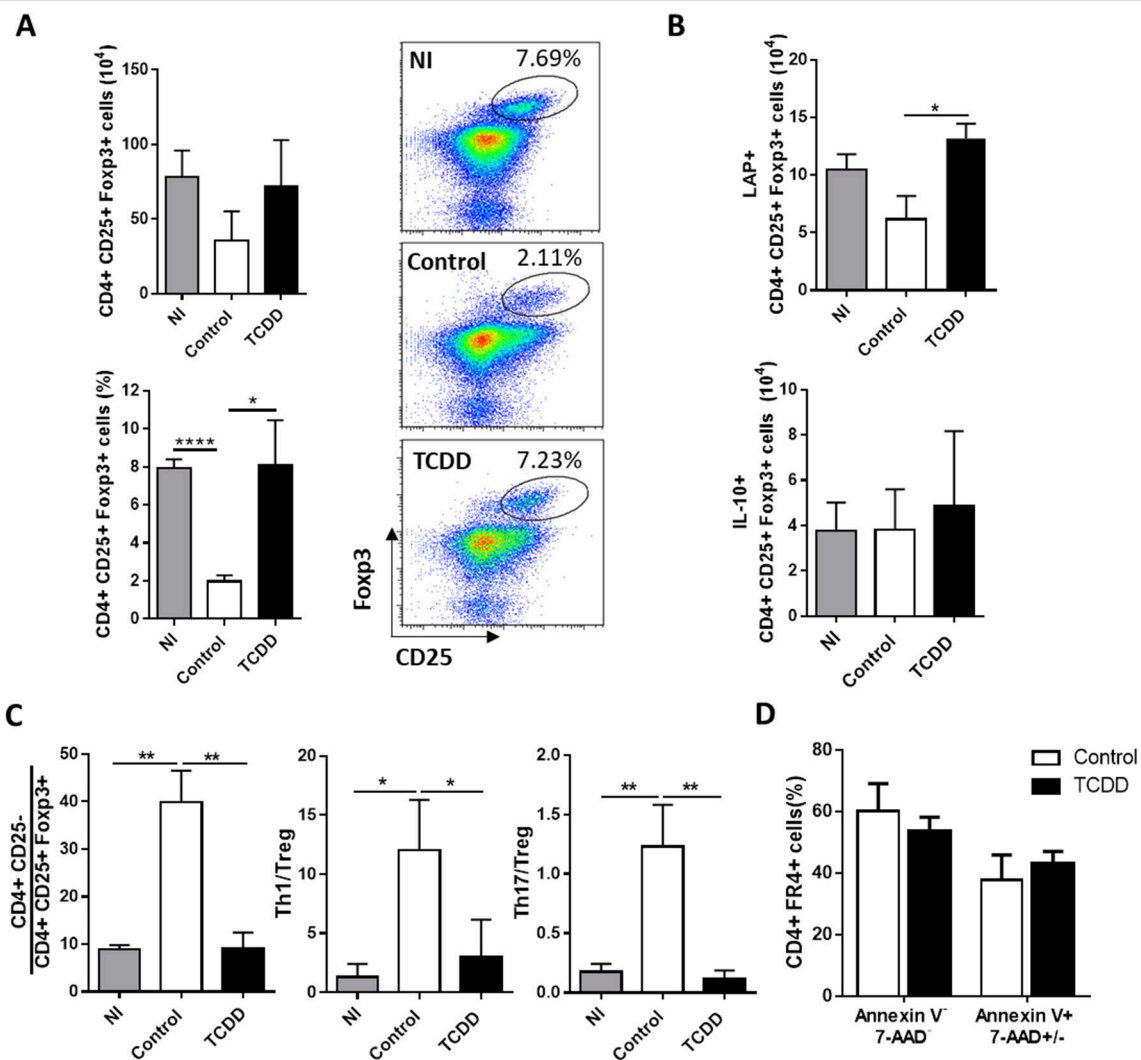 A
CD4+ CD25+ Foxp3+ cells (10⁴)
150
100
50
0
NI
Control
TCDD
CD4+ CD25+ Foxp3+ cells (%)
12
10
8
6
4
2
0
****
*
NI
Control
TCDD
NI
7.69%
Control
2.11%
TCDD
7.23%
Foxp3
CD25
B
LAP+
CD4+ CD25+ Foxp3+ cells (10⁴)
20
15
10
5
0
*
NI
Control
TCDD
IL-10+
CD4+ CD25+ Foxp3+ cells (10⁴)
10
8
6
4
2
0
NI
Control
TCDD
C
CD4+ CD25-
CD4+ CD25+ Foxp3+
50
40
30
20
10
0
**
**
NI
Control
TCDD
Th1/Treg
20
15
10
5
0
*
*
NI
Control
TCDD
Th17/Treg
2.0
1.5
1.0
0.5
0.0
**
**
NI
Control
TCDD
D
CD4+ FR4+ cells(%)
80
60
40
20
0
Control
TCDD
Annexin V⁻
7-AAD⁻
Annexin V+
7-AAD+/-